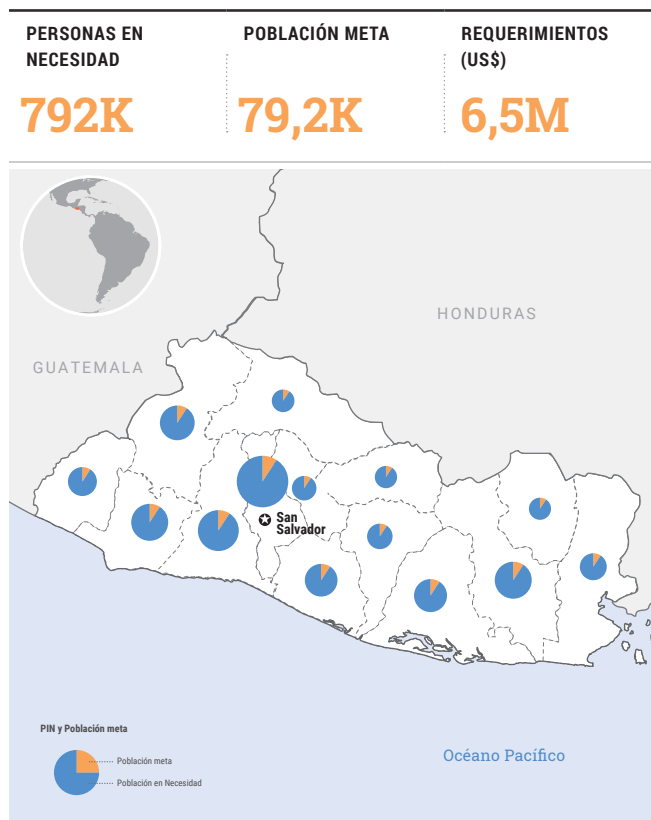 PERSONAS EN
NECESIDAD
792K
POBLACIÓN META
79,2K
REQUERIMIENTOS
(US$)
6,5M
HONDURAS
GUATEMALA
San
Salvador
PIN y Población meta
Población meta
Población en Necesidad
Océano Pacífico